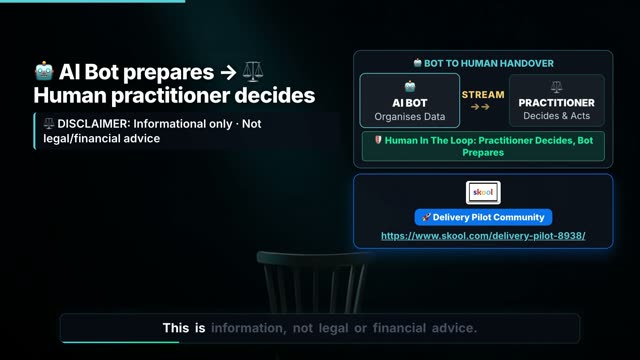 🤖 AI Bot prepares → ⚖️
Human practitioner decides
⚖️ DISCLAIMER: Informational only · Not
legal/financial advice
🤖 BOT TO HUMAN HANDOVER
🤖
AI BOT
Organises Data
STREAM
→→
⚖️
PRACTITIONER
Decides & Acts
🛡️ Human In The Loop: Practitioner Decides, Bot
Prepares
skool
🚀 Delivery Pilot Community
https://www.skool.com/delivery-pilot-8938/
This is information, not legal or financial advice.